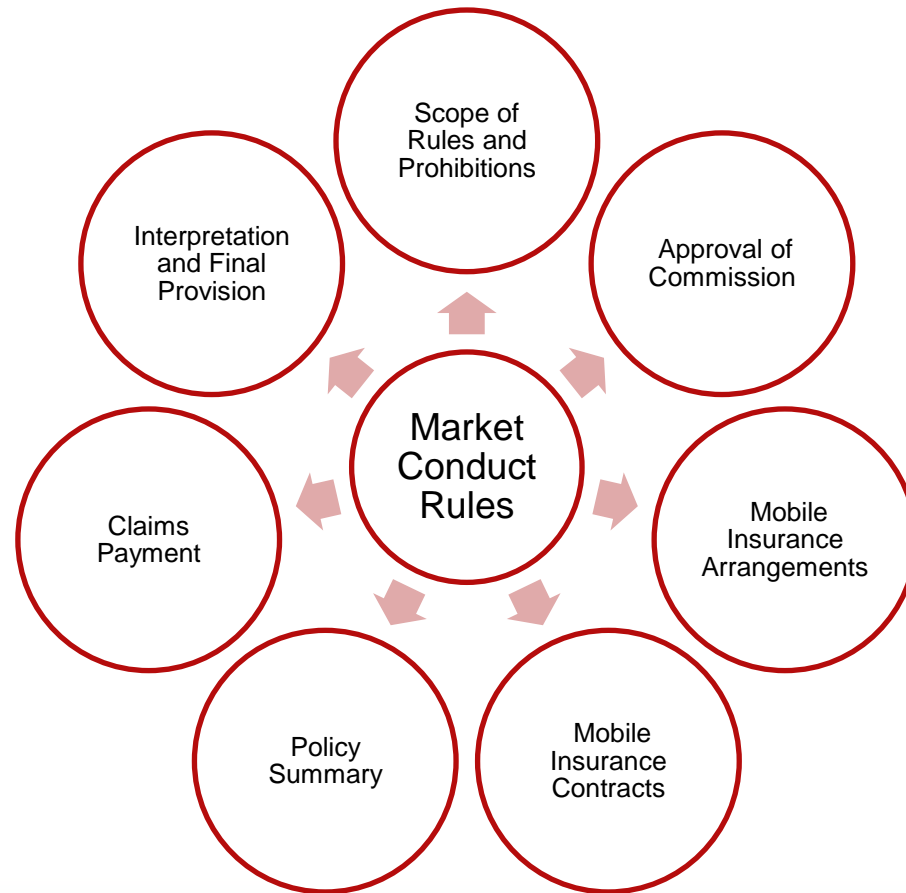 Scope of
Rules and
Prohibitions
Approval of
Commission
Mobile
Insurance
Arrangements
Mobile
Insurance
Contracts
Policy
Summary
Claims
Payment
Interpretation
and Final
Provision
Market
Conduct
Rules